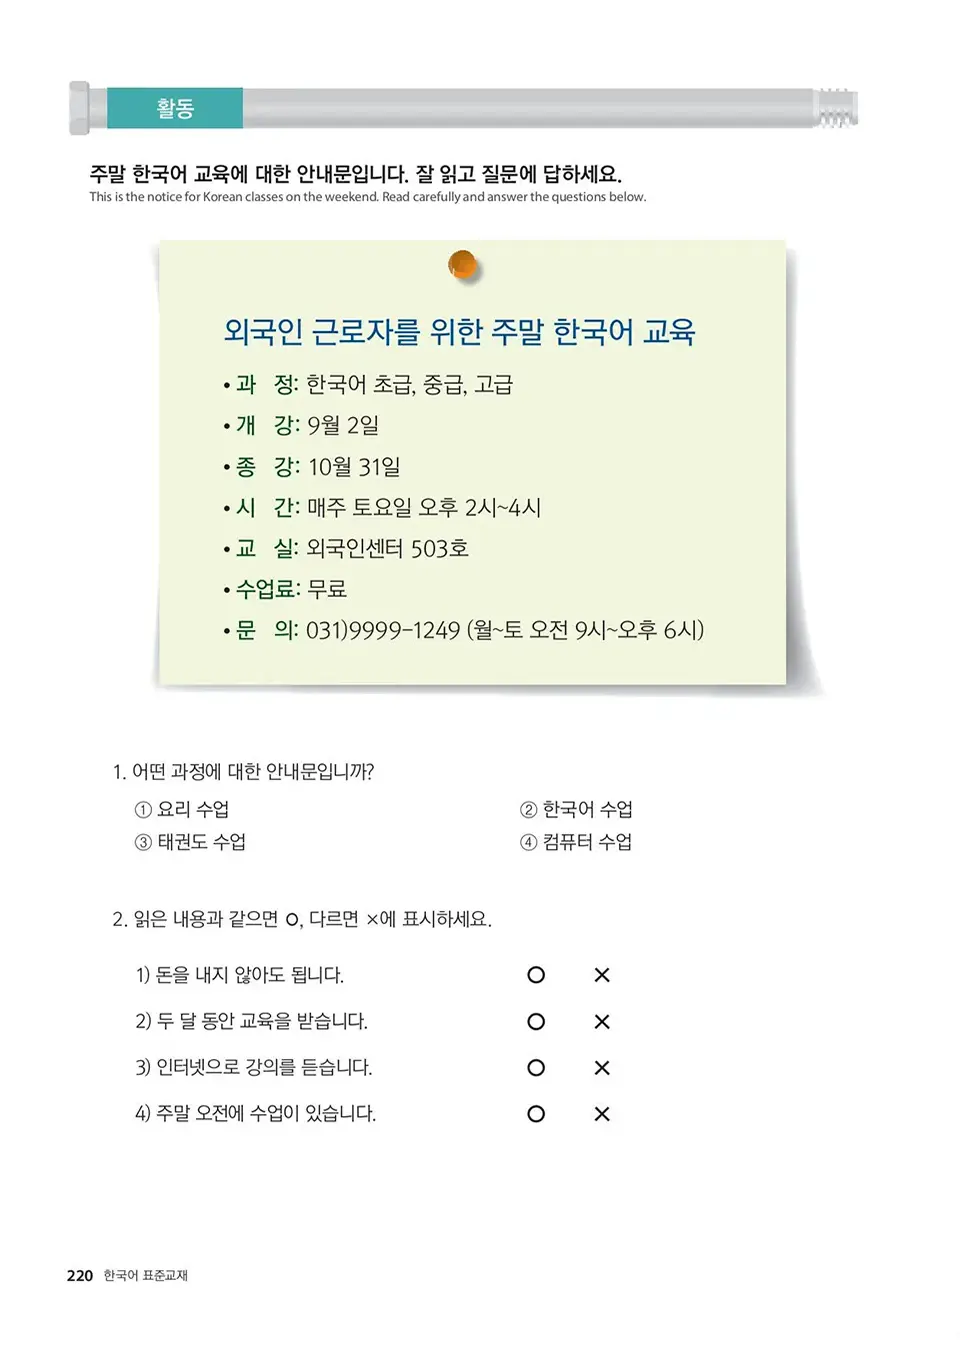 활동
주말 한국어 교육에 대한 안내문입니다. 잘 읽고 질문에 답하세요.
This is the notice for Korean classes on the weekend. Read carefully and answer the questions below.
외국인 근로자를 위한 주말 한국어 교육
• 과 정: 한국어 초급, 중급, 고급
• 개 강: 9월 2일
• 종 강: 10월 31일
• 시 간: 매주 토요일 오후 2시~4시
• 교 실: 외국인센터 503호
• 수업료: 무료
• 문 의: 031)9999-1249 (월~토 오전 9시~오후 6시)
1. 어떤 과정에 대한 안내문입니까?
① 요리 수업 ② 한국어 수업
③ 태권도 수업 ④ 컴퓨터 수업
2. 읽은 내용과 같으면 O, 다르면 ×에 표시하세요.
1) 돈을 내지 않아도 됩니다. O ×
2) 두 달 동안 교육을 받습니다. O ×
3) 인터넷으로 강의를 듣습니다. O ×
4) 주말 오전에 수업이 있습니다. O ×
220 한국어 표준교재